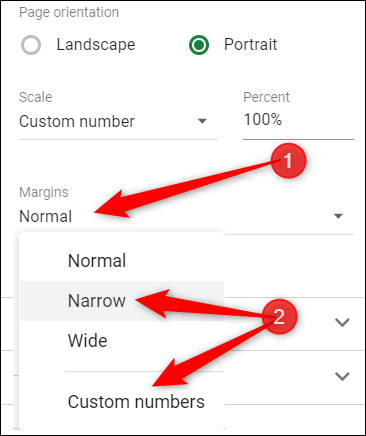 Page orientation
Landscape Portrait
Scale Percent
Custom number 100%
1
Margins
Normal
Normal
Narrow
2
Wide
Custom numbers